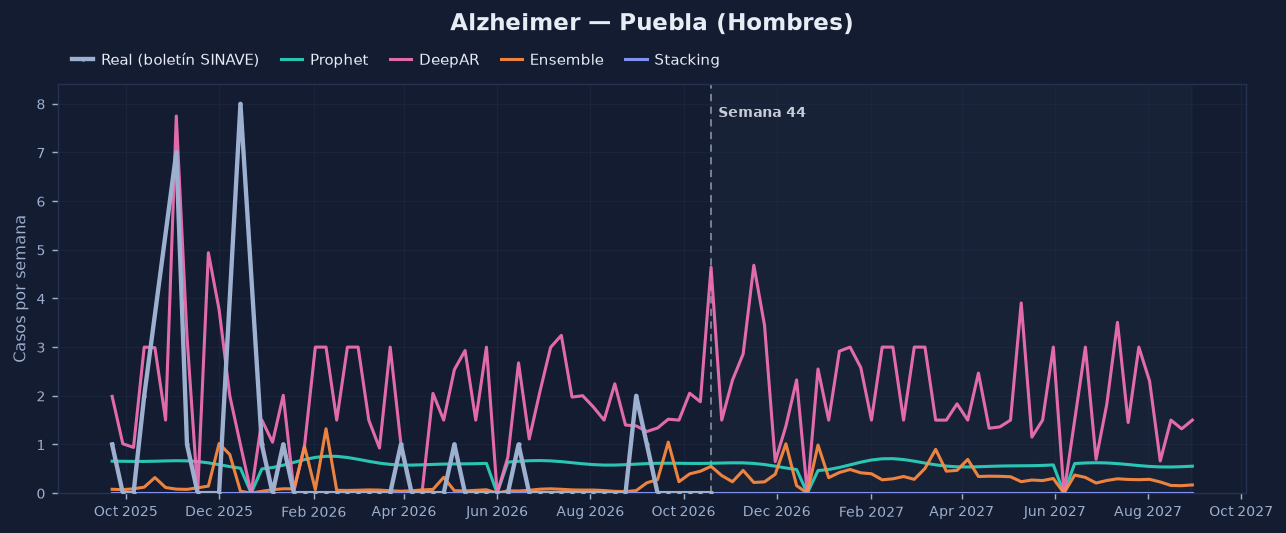 Alzheimer — Puebla (Hombres)
Real (boletín SINAVE) Prophet DeepAR Ensemble Stacking
Semana 44
Casos por semana
8
7
6
5
4
3
2
1
0
Oct 2025 Dec 2025 Feb 2026 Apr 2026 Jun 2026 Aug 2026 Oct 2026 Dec 2026 Feb 2027 Apr 2027 Jun 2027 Aug 2027 Oct 2027